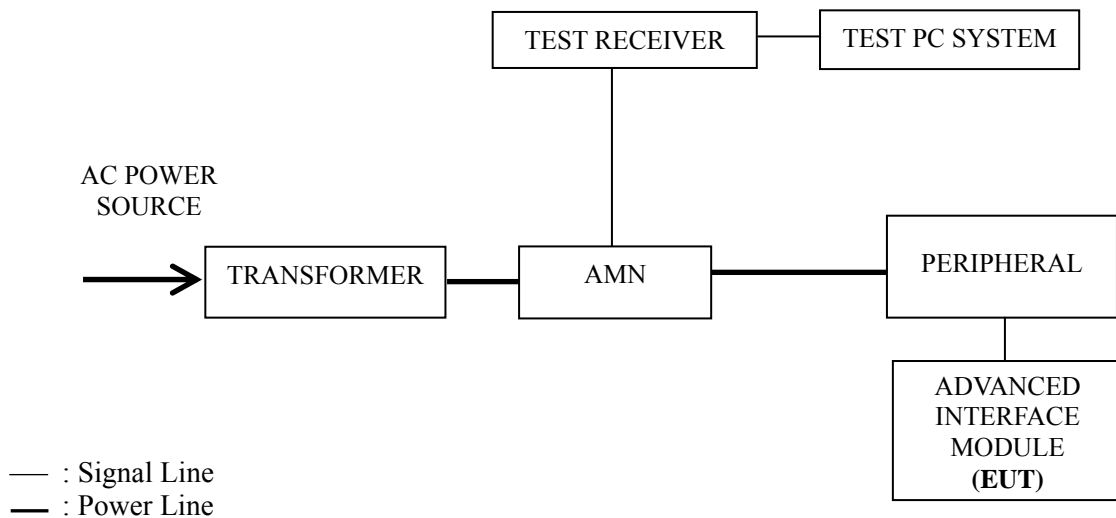 TEST RECEIVER
TEST PC SYSTEM
AC POWER
SOURCE
TRANSFORMER
AMN
PERIPHERAL
ADVANCED
INTERFACE
MODULE
(EUT)
: Signal Line
: Power Line